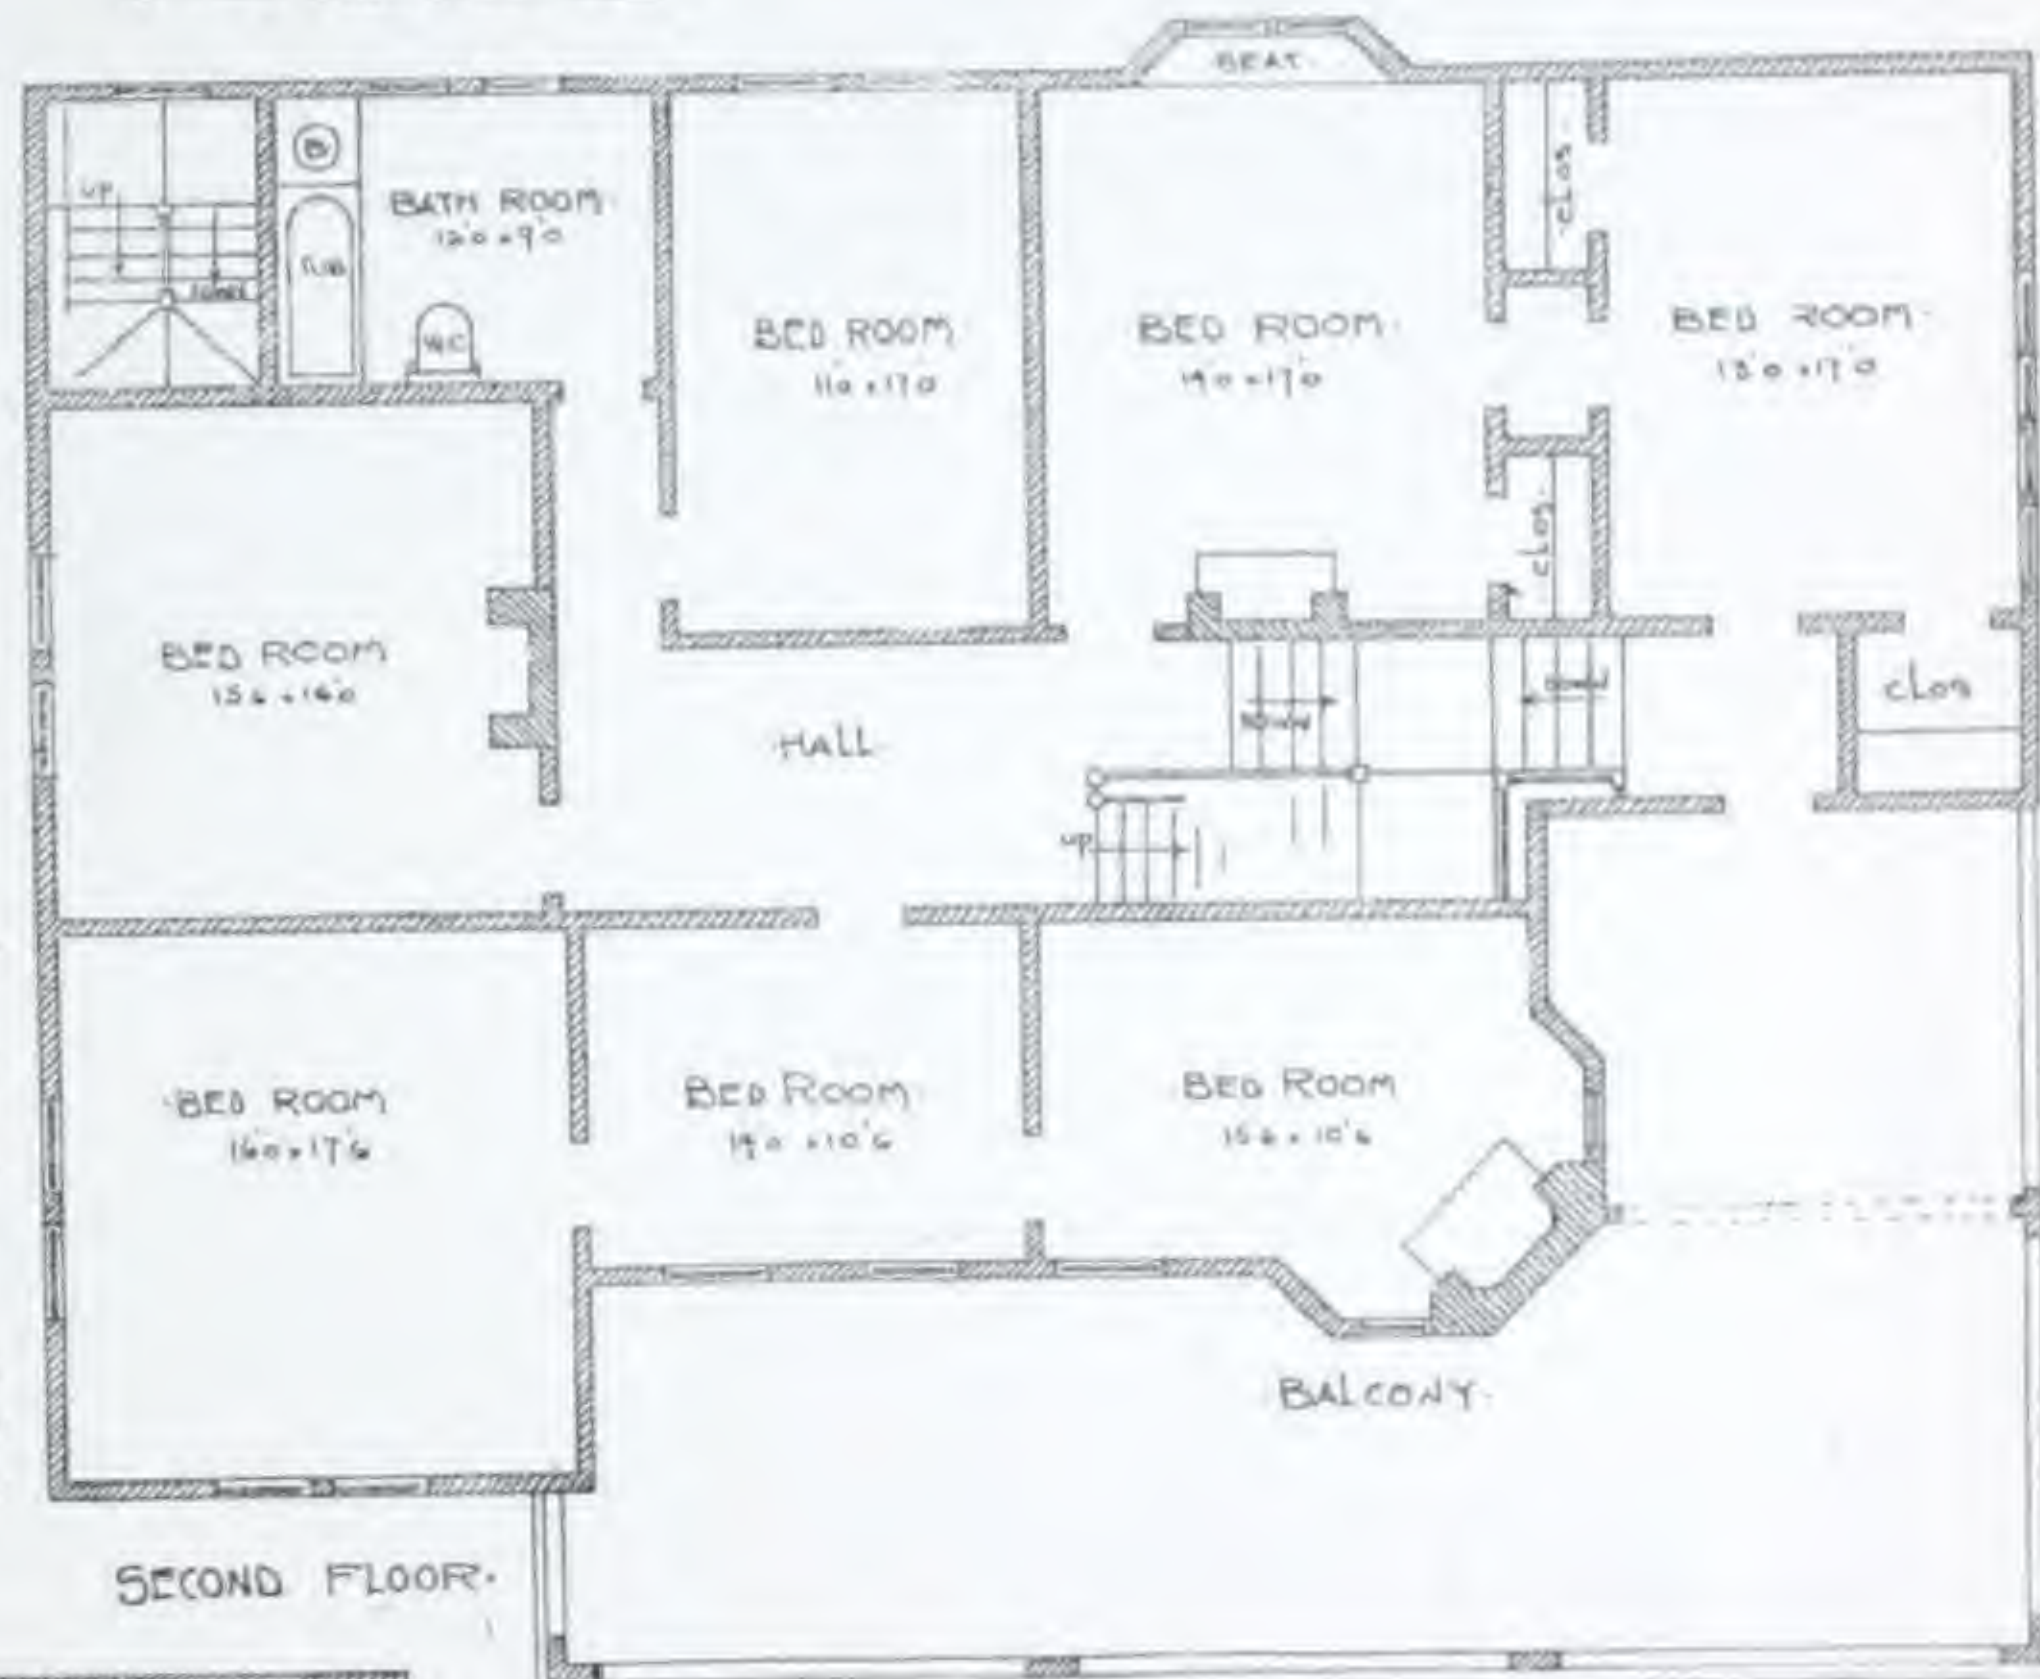 SEAT
UP
B
BATH ROOM
12'0 x 9'0
TUB
W.C
CLOS.
BED ROOM
11'0 x 17'0
BED ROOM
14'0 x 17'0
BED ROOM
13'0 x 17'0
CLOS.
BED ROOM
15'6 x 16'0
HALL
DOWN
DOWN
CLOS
UP
BED ROOM
16'0 x 17'6
BED ROOM
14'0 x 10'6
BED ROOM
15'6 x 10'6
BALCONY
SECOND FLOOR.